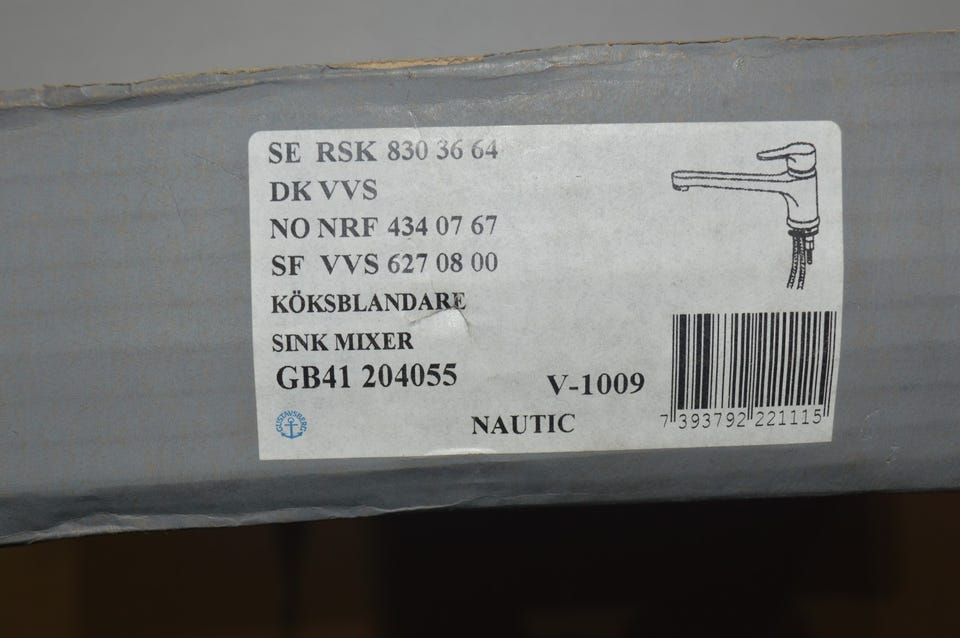 SE RSK 830 36 64
DK VVS
NO NRF 434 07 67
SF VVS 627 08 00
KÖKSBLANDARE
SINK MIXER
GB41 204055
V-1009
NAUTIC
GUSTAVSBERG
7 393792 221115